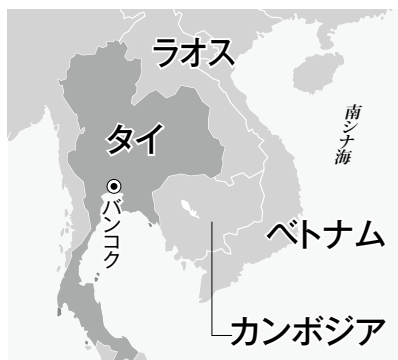 ラオス
タイ
南シナ海
バンコク
ベトナム
カンボジア